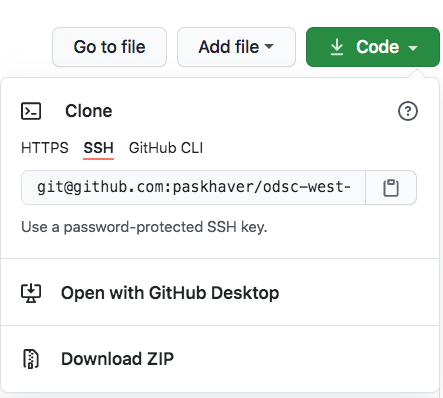 Go to file Add file Code
Clone
HTTPS SSH GitHub CLI
git@github.com:paskhaver/odsc-west-
Use a password-protected SSH key.
Open with GitHub Desktop
Download ZIP